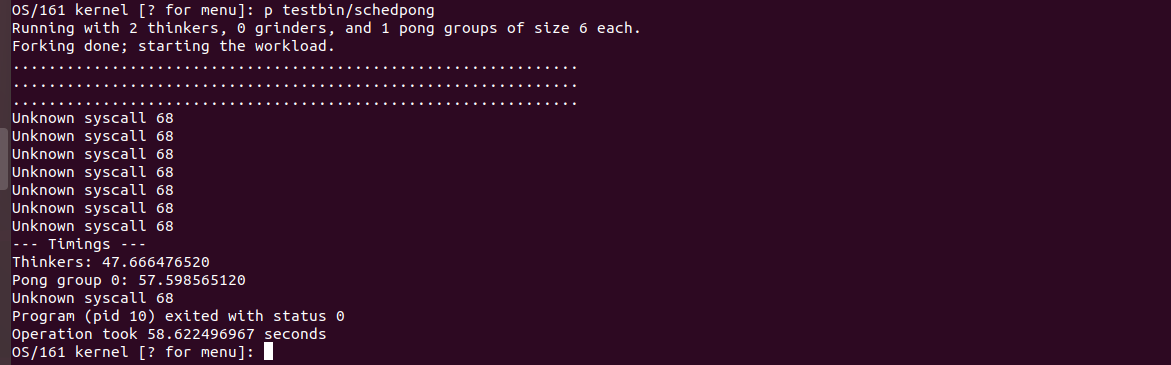 OS/161 kernel [? for menu]: p testbin/schedpong
Running with 2 thinkers, 0 grinders, and 1 pong groups of size 6 each.
Forking done; starting the workload.
...............................................................
...............................................................
...............................................................
Unknown syscall 68
Unknown syscall 68
Unknown syscall 68
Unknown syscall 68
Unknown syscall 68
Unknown syscall 68
Unknown syscall 68
--- Timings ---
Thinkers: 47.666476520
Pong group 0: 57.598565120
Unknown syscall 68
Program (pid 10) exited with status 0
Operation took 58.622496967 seconds
OS/161 kernel [? for menu]: